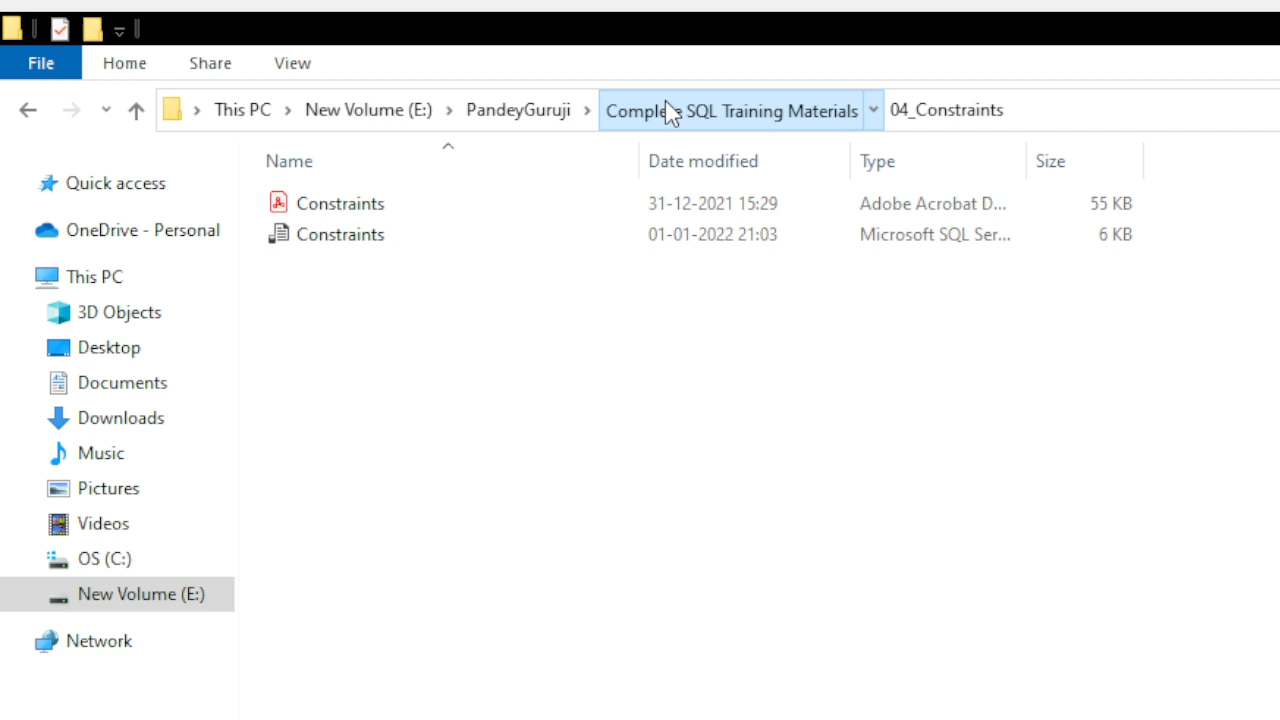 File Home Share View
This PC New Volume (E:) PandeyGuruji Complete SQL Training Materials 04_Constraints
Name Date modified Type Size
Quick access
Constraints 31-12-2021 15:29 Adobe Acrobat D... 55 KB
OneDrive - Personal
Constraints 01-01-2022 21:03 Microsoft SQL Ser... 6 KB
This PC
3D Objects
Desktop
Documents
Downloads
Music
Pictures
Videos
OS (C:)
New Volume (E:)
Network